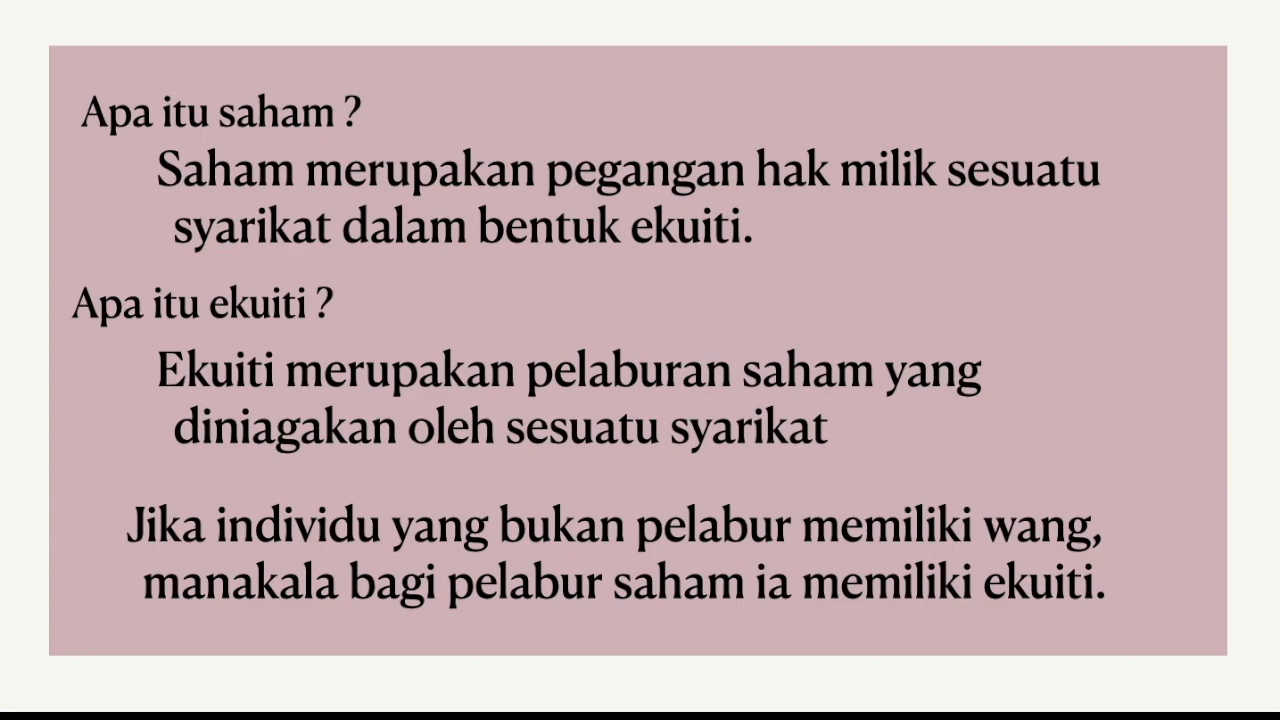 Apa itu saham ?
Saham merupakan pegangan hak milik sesuatu
syarikat dalam bentuk ekuiti.
Apa itu ekuiti ?
Ekuiti merupakan pelaburan saham yang
diniagakan oleh sesuatu syarikat
Jika individu yang bukan pelabur memiliki wang,
manakala bagi pelabur saham ia memiliki ekuiti.